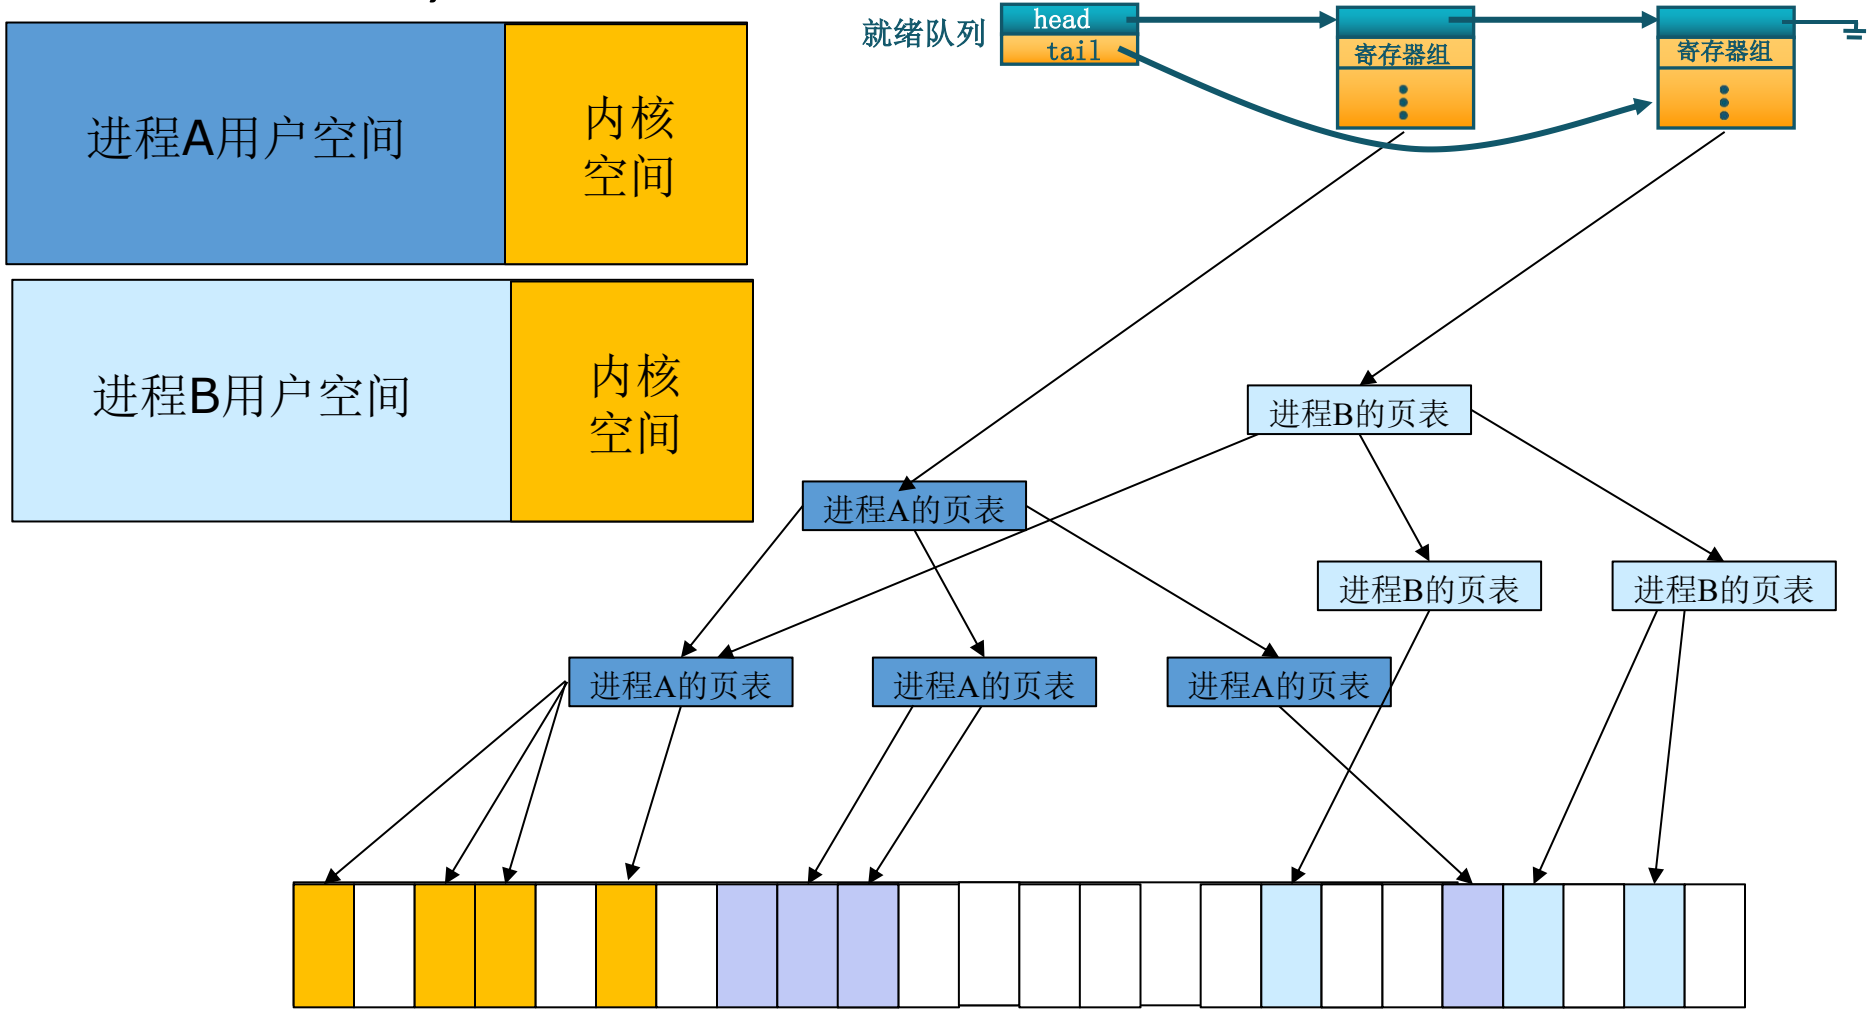 就绪队列
head
tail
寄存器组
寄存器组
进程A用户空间
内核
空间
进程B用户空间
内核
空间
进程B的页表
进程A的页表
进程B的页表
进程B的页表
进程A的页表
进程A的页表
进程A的页表